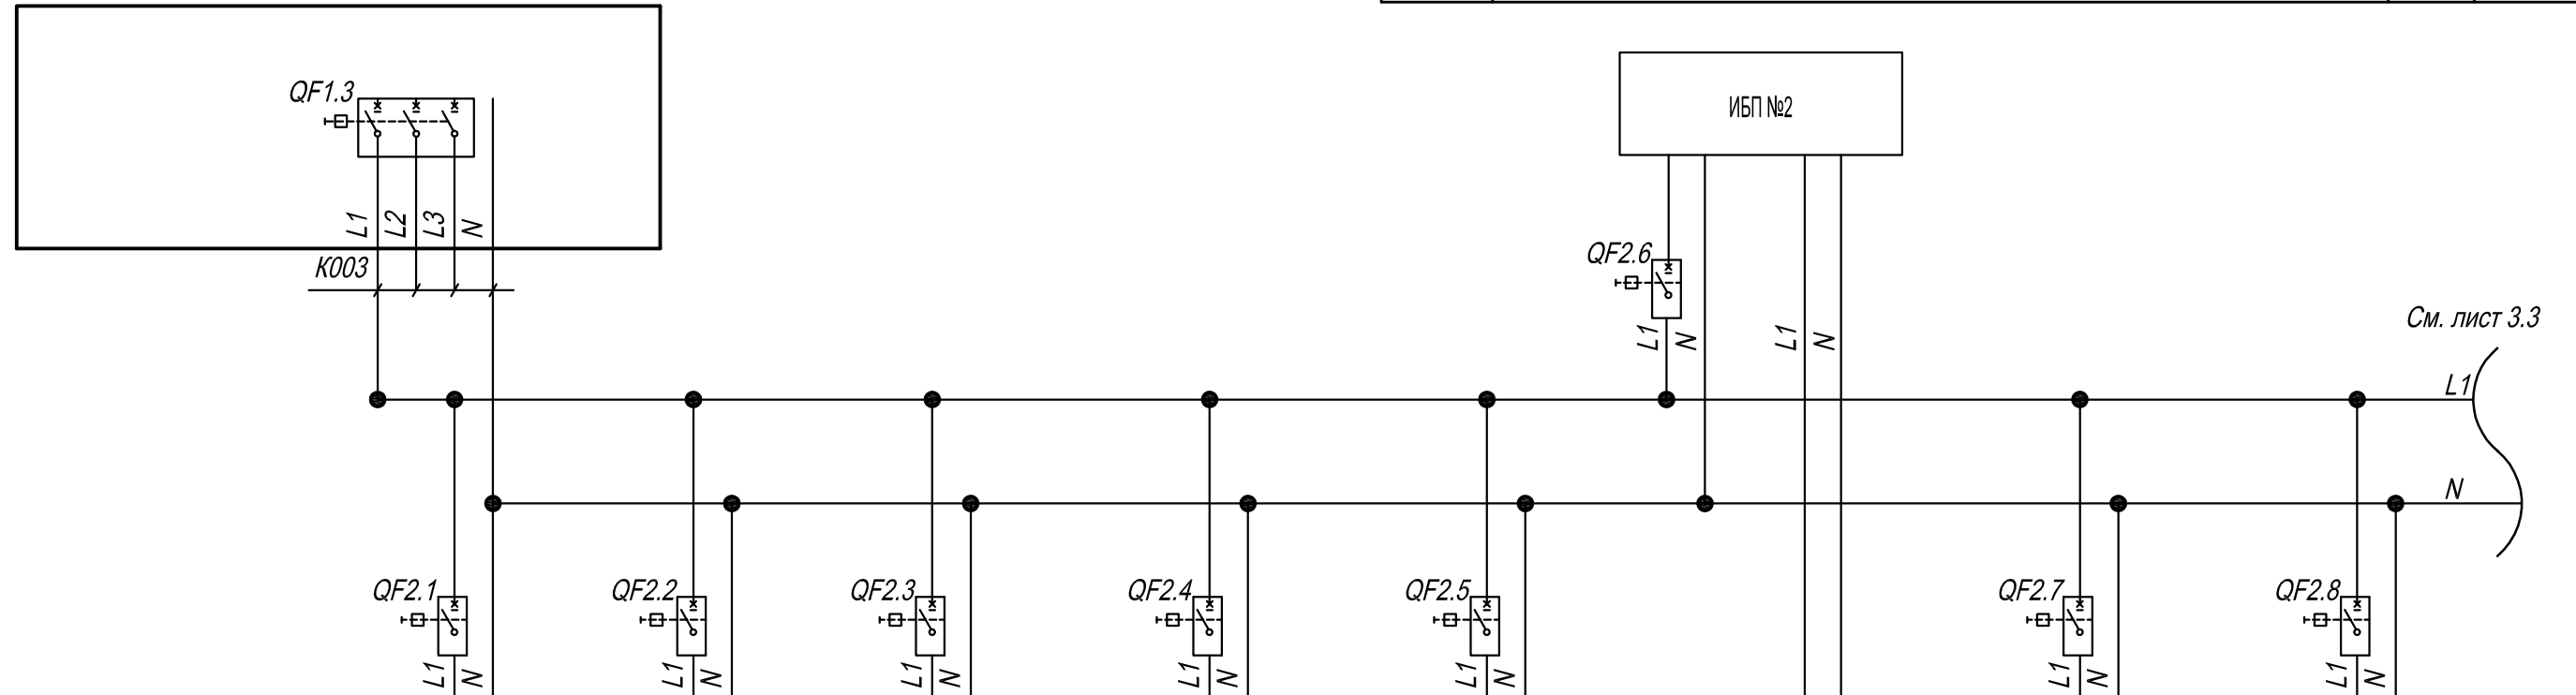 QF1.3
ИБП №2
L1 L2 L3 N
K003
QF2.6
L1 N L1 N
См. лист 3.3
L1
N
QF2.1 QF2.2 QF2.3 QF2.4 QF2.5 QF2.7 QF2.8
L1 N L1 N L1 N L1 N L1 N L1 N L1 N